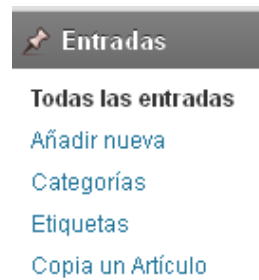 Entradas
Todas las entradas
Añadir nueva
Categorías
Etiquetas
Copia un Artículo